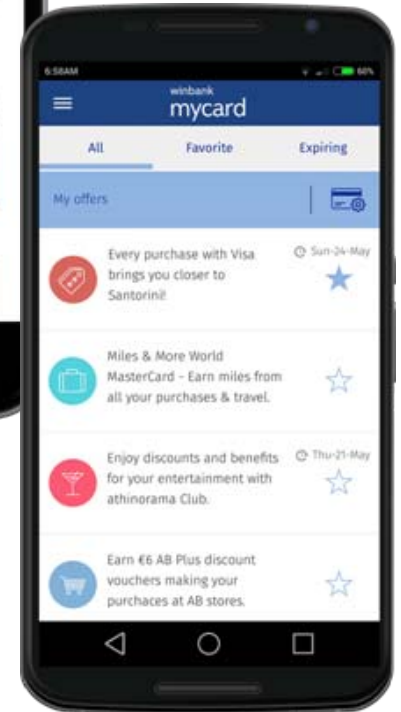 6:58AM 60%
winbank
mycard
All Favorite Expiring
My offers
Every purchase with Visa
brings you closer to
Santorini!
Sun-24-May
Miles & More World
MasterCard - Earn miles from
all your purchases & travel.
Enjoy discounts and benefits
for your entertainment with
athinorama Club.
Thu-21-May
Earn €6 AB Plus discount
vouchers making your
purchaces at AB stores.